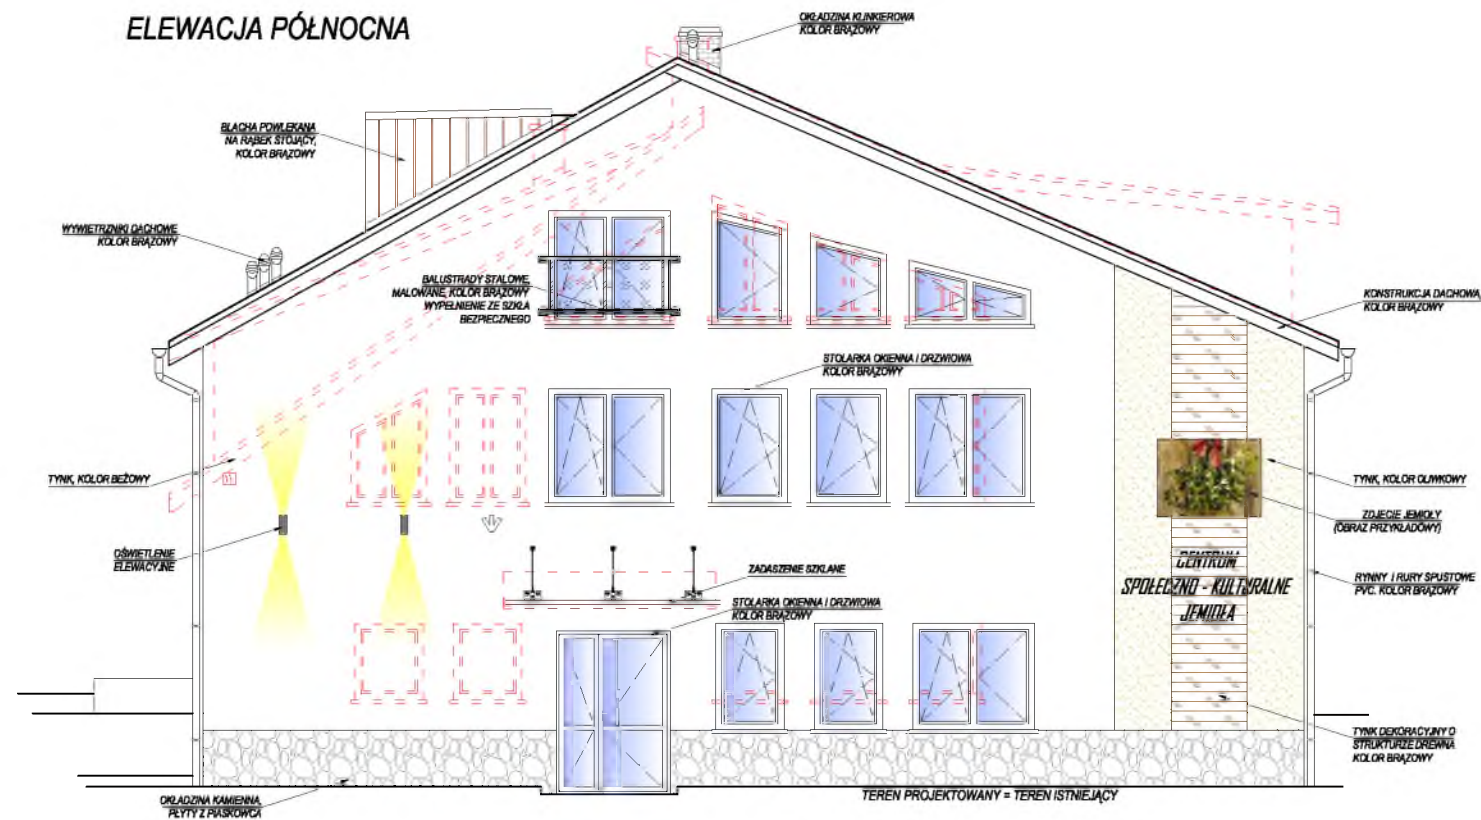 ELEWACJA PÓŁNOCNA
OKŁADZINA KLINKIEROWA
KOLOR BRĄZOWY
BLACHA POWLEKANA
NA RĄBEK STOJĄCY,
KOLOR BRĄZOWY
WYWIETRZNIKI DACHOWE
KOLOR BRĄZOWY
BALUSTRADY STALOWE,
MALOWANE, KOLOR BRĄZOWY
WYPEŁNIENIE ZE SZKŁA
BEZPIECZNEGO
KONSTRUKCJA DACHOWA,
KOLOR BRĄZOWY
STOLARKA OKIENNA I DRZWIOWA
KOLOR BRĄZOWY
TYNK, KOLOR BEŻOWY
TYNK, KOLOR OLIWKOWY
ZDJECIE JEMIOŁY
(OBRAZ PRZYKŁADOWY)
OŚWIETLENIE
ELEWACYJNE
ZADASZENIE SZKLANE
CENTRUM
SPOŁECZNO - KULTURALNE
JEMIOŁA
RYNNY I RURY SPUSTOWE
PVC. KOLOR BRĄZOWY
STOLARKA OKIENNA I DRZWIOWA
KOLOR BRĄZOWY
TYNK DEKORACYJNY O
STRUKTURZE DREWNA
KOLOR BRĄZOWY
OKŁADZINA KAMIENNA,
PŁYTY Z PIASKOWCA
TEREN PROJEKTOWANY = TEREN ISTNIEJĄCY